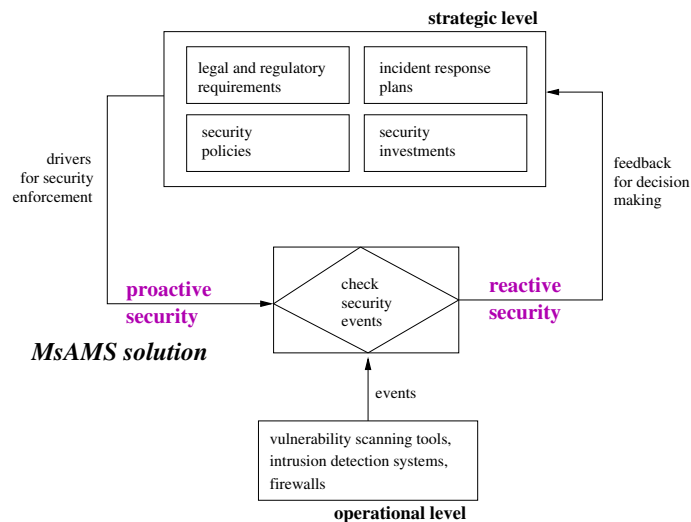 strategic level
legal and regulatory
requirements
incident response
plans
security
policies
security
investments
drivers
for security
enforcement
feedback
for decision
making
proactive
security
check
security
events
reactive
security
MsAMS solution
events
vulnerability scanning tools,
intrusion detection systems,
firewalls
operational level